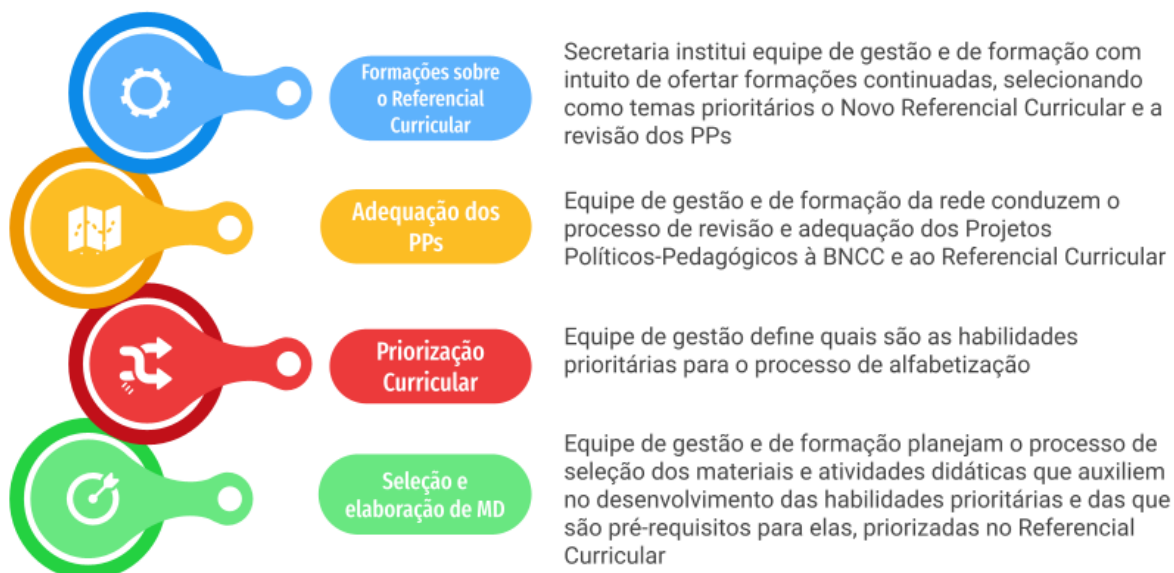 Formações sobre
o Referencial
Curricular
Secretaria institui equipe de gestão e de formação com
intuito de ofertar formações continuadas, selecionando
como temas prioritários o Novo Referencial Curricular e a
revisão dos PPs
Adequação dos
PPs
Equipe de gestão e de formação da rede conduzem o
processo de revisão e adequação dos Projetos
Políticos-Pedagógicos à BNCC e ao Referencial Curricular
Priorização
Curricular
Equipe de gestão define quais são as habilidades
prioritárias para o processo de alfabetização
Seleção e
elaboração de MD
Equipe de gestão e de formação planejam o processo de
seleção dos materiais e atividades didáticas que auxiliem
no desenvolvimento das habilidades prioritárias e das que
são pré-requisitos para elas, priorizadas no Referencial
Curricular